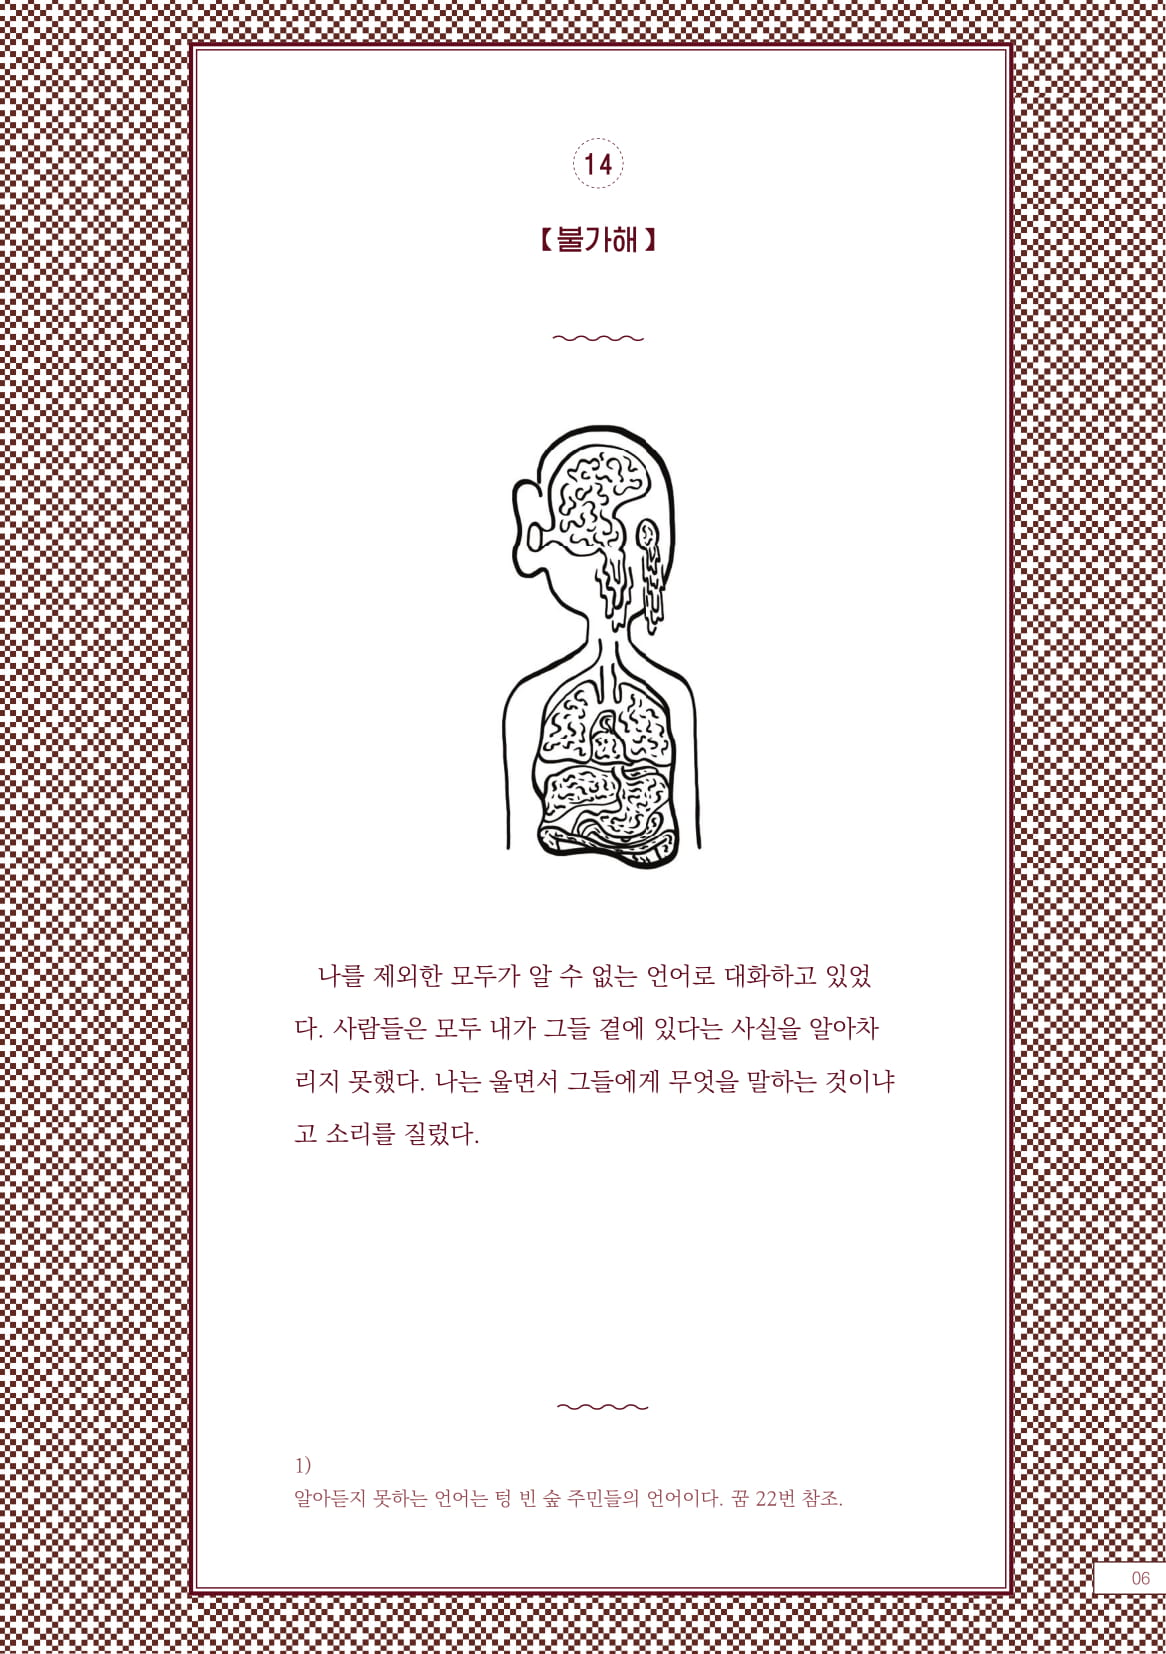 14
【불가해】
나를 제외한 모두가 알 수 없는 언어로 대화하고 있었
다. 사람들은 모두 내가 그들 곁에 있다는 사실을 알아차
리지 못했다. 나는 울면서 그들에게 무엇을 말하는 것이냐
고 소리를 질렀다.
1)
알아듣지 못하는 언어는 텅 빈 숲 주민들의 언어이다. 꿈 22번 참조.
06